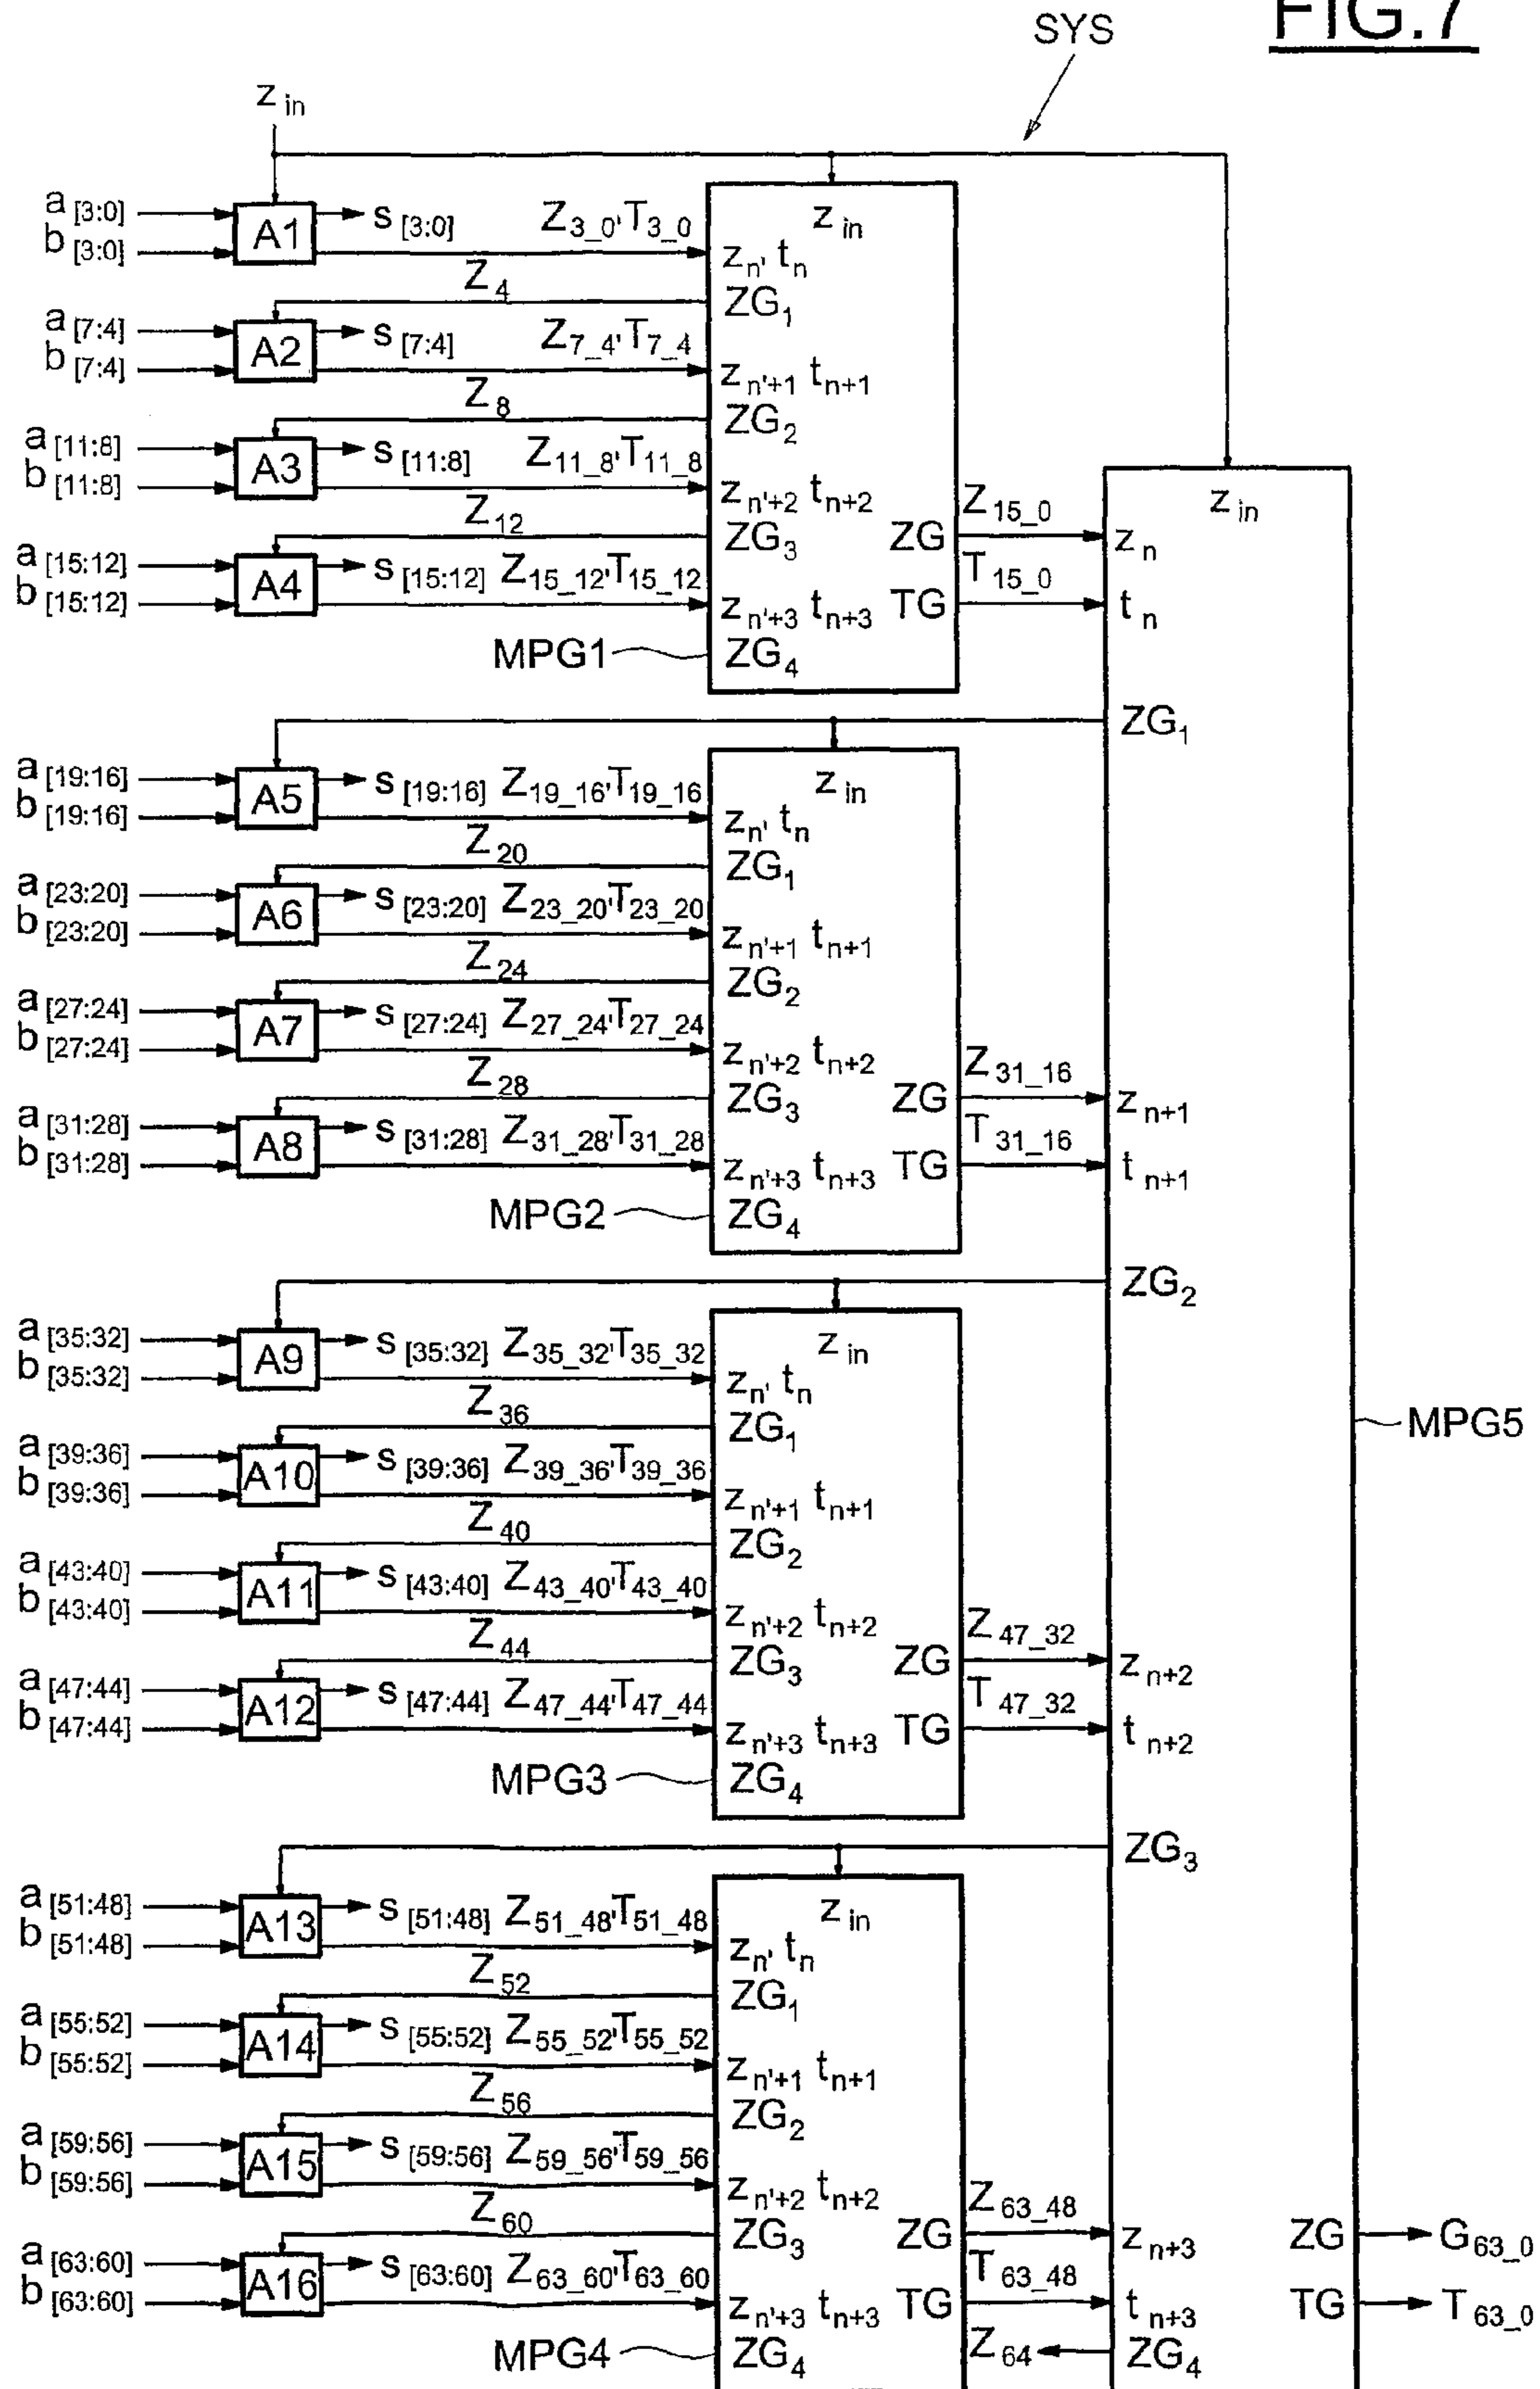 FIG.7
SYS
z in
a [3:0] A1 s [3:0] Z3_0, T3_0 z in
b [3:0] zn, tn
Z4 ZG1
a [7:4] A2 s [7:4] Z7_4, T7_4
b [7:4] zn'+1 tn+1
Z8 ZG2
a [11:8] A3 s [11:8] Z11_8, T11_8
b [11:8] zn'+2 tn+2
Z12 ZG3 ZG Z15_0 zn z in
a [15:12] A4 s [15:12] Z15_12, T15_12
b [15:12] zn'+3 tn+3 TG T15_0 tn
MPG1 ZG4
ZG1
a [19:16] A5 s [19:16] Z19_16, T19_16 z in
b [19:16] zn, tn
Z20 ZG1
a [23:20] A6 s [23:20] Z23_20, T23_20
b [23:20] zn'+1 tn+1
Z24 ZG2
a [27:24] A7 s [27:24] Z27_24, T27_24
b [27:24] zn'+2 tn+2
Z28 ZG3 ZG Z31_16 zn+1
a [31:28] A8 s [31:28] Z31_28, T31_28
b [31:28] zn'+3 tn+3 TG T31_16 tn+1
MPG2 ZG4
ZG2
a [35:32] A9 s [35:32] Z35_32, T35_32 z in
b [35:32] zn, tn
Z36 ZG1 MPG5
a [39:36] A10 s [39:36] Z39_36, T39_36
b [39:36] zn'+1 tn+1
Z40 ZG2
a [43:40] A11 s [43:40] Z43_40, T43_40
b [43:40] zn'+2 tn+2
Z44 ZG3 ZG Z47_32 zn+2
a [47:44] A12 s [47:44] Z47_44, T47_44
b [47:44] zn'+3 tn+3 TG T47_32 tn+2
MPG3 ZG4
ZG3
a [51:48] A13 s [51:48] Z51_48, T51_48 z in
b [51:48] zn, tn
Z52 ZG1
a [55:52] A14 s [55:52] Z55_52, T55_52
b [55:52] zn'+1 tn+1
Z56 ZG2
a [59:56] A15 s [59:56] Z59_56, T59_56
b [59:56] zn'+2 tn+2
Z60 ZG3 ZG Z63_48 zn+3 ZG G63_0
a [63:60] A16 s [63:60] Z63_60, T63_60
b [63:60] zn'+3 tn+3 TG T63_48 tn+3 TG T63_0
MPG4 ZG4 Z64 ZG4